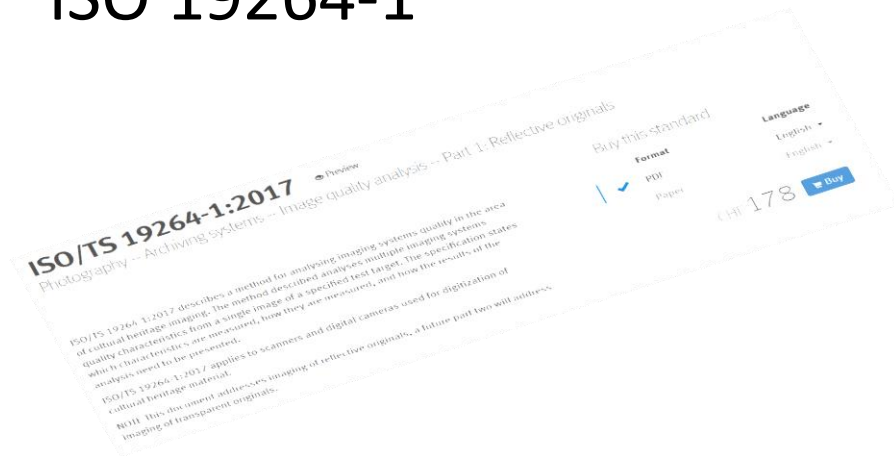 ISO 19264-1
ISO/TS 19264-1:2017
Preview
Photography -- Archiving systems -- Image quality analysis -- Part 1: Reflective originals
ISO/TS 19264-1:2017 describes a method for analysing imaging systems quality in the area
of cultural heritage imaging. The method described analyses multiple imaging systems
quality characteristics from a single image of a specified test target. The specification states
which characteristics are measured, how they are measured, and how the results of the
analysis need to be presented.
ISO/TS 19264-1:2017 applies to scanners and digital cameras used for digitization of
cultural heritage material.
NOTE This document addresses imaging of reflective originals, a future part two will address
imaging of transparent originals.
Buy this standard
Format
Language
PDF
English
Paper
English
CHF 178
Buy